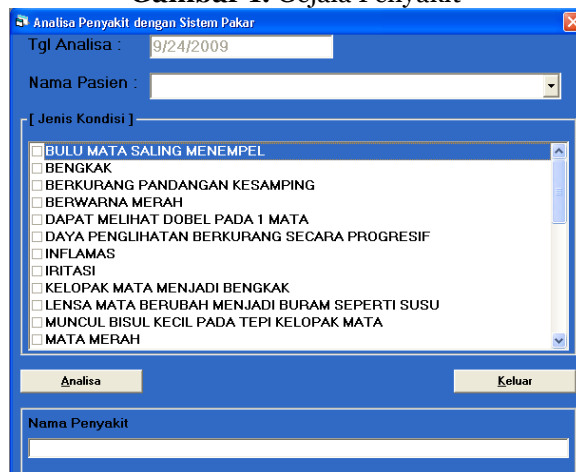 Gambar 1. Gejala Penyakit
Analisa Penyakit dengan Sistem Pakar
Tgl Analisa : 9/24/2009
Nama Pasien :
[ Jenis Kondisi ]
BULU MATA SALING MENEMPEL
BENGKAK
BERKURANG PANDANGAN KESAMPING
BERWARNA MERAH
DAPAT MELIHAT DOBEL PADA 1 MATA
DAYA PENGLIHATAN BERKURANG SECARA PROGRESIF
INFLAMAS
IRITASI
KELOPAK MATA MENJADI BENGKAK
LENSA MATA BERUBAH MENJADI BURAM SEPERTI SUSU
MUNCUL BISUL KECIL PADA TEPI KELOPAK MATA
MATA MERAH
Analisa Keluar
Nama Penyakit